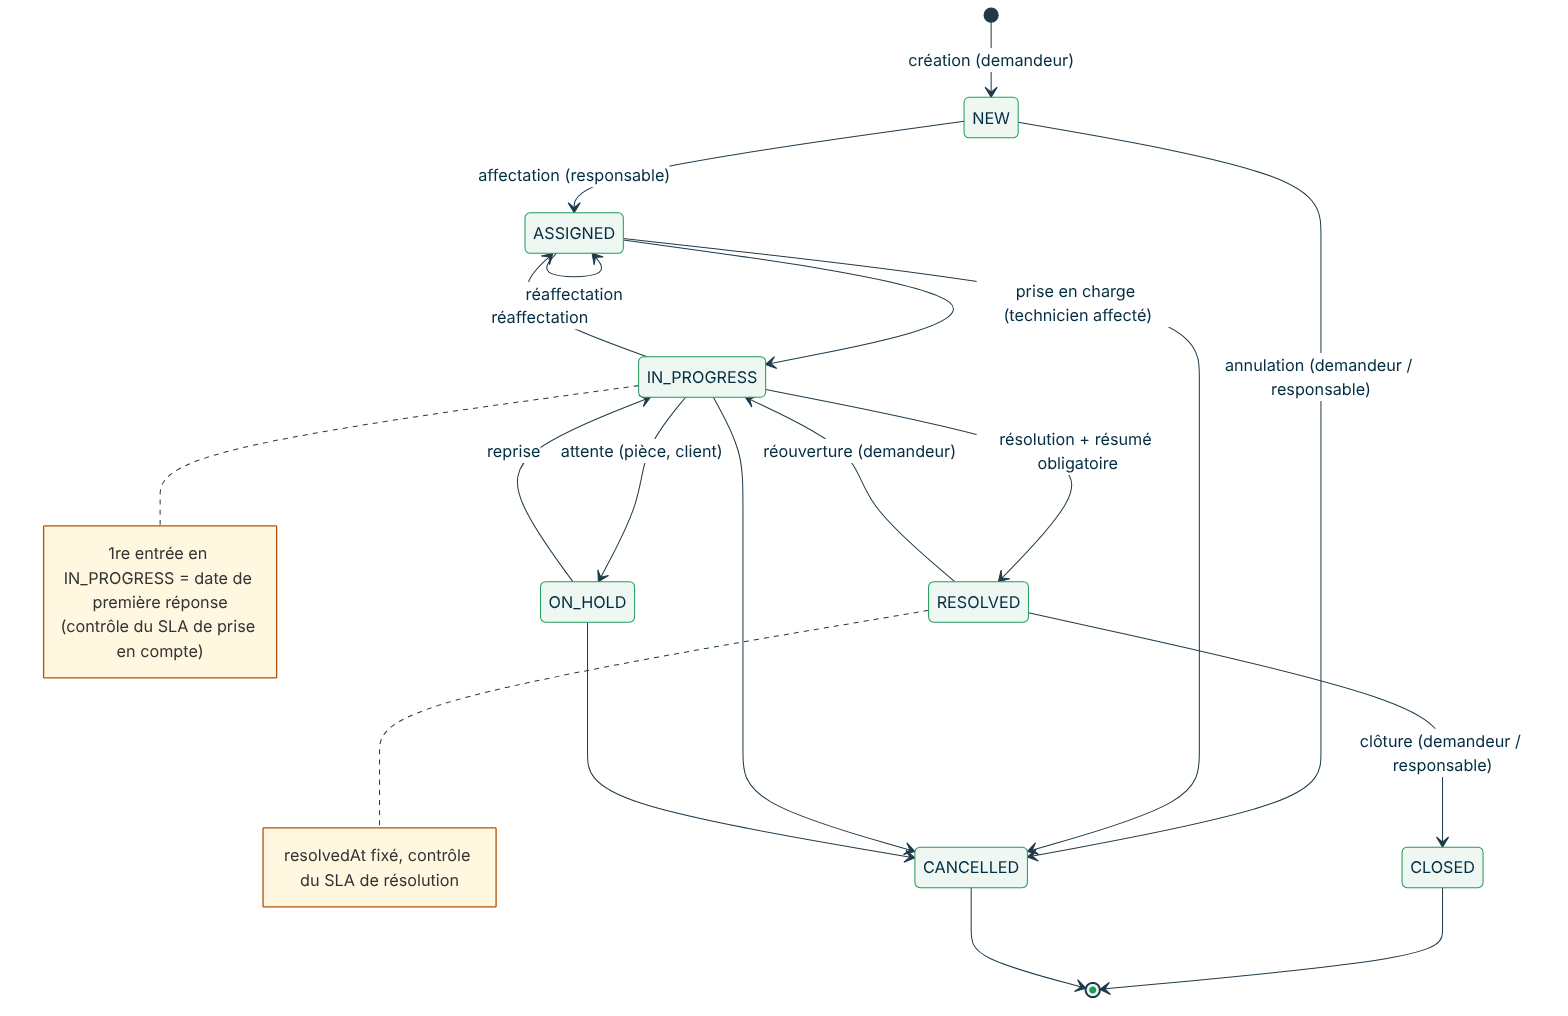 création (demandeur)
NEW
affectation (responsable)
ASSIGNED
réaffectation
réaffectation
prise en charge
(technicien affecté)
annulation (demandeur /
responsable)
IN_PROGRESS
reprise
attente (pièce, client)
réouverture (demandeur)
résolution + résumé
obligatoire
1re entrée en
IN_PROGRESS = date de
première réponse
(contrôle du SLA de prise
en compte)
ON_HOLD
RESOLVED
clôture (demandeur /
responsable)
resolvedAt fixé, contrôle
du SLA de résolution
CANCELLED
CLOSED